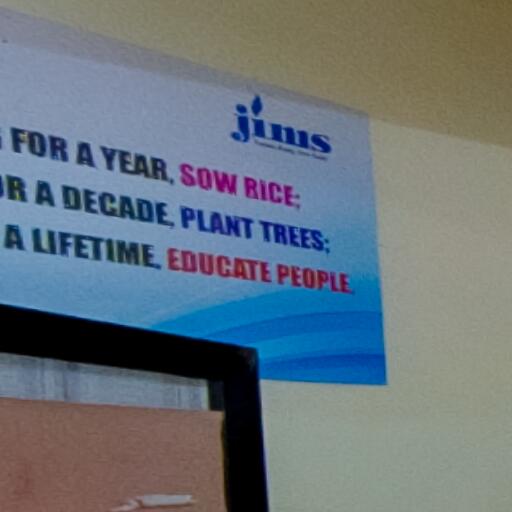 jims
FOR A YEAR, SOW RICE;
A DECADE, PLANT TREES;
A LIFETIME, EDUCATE PEOPLE.